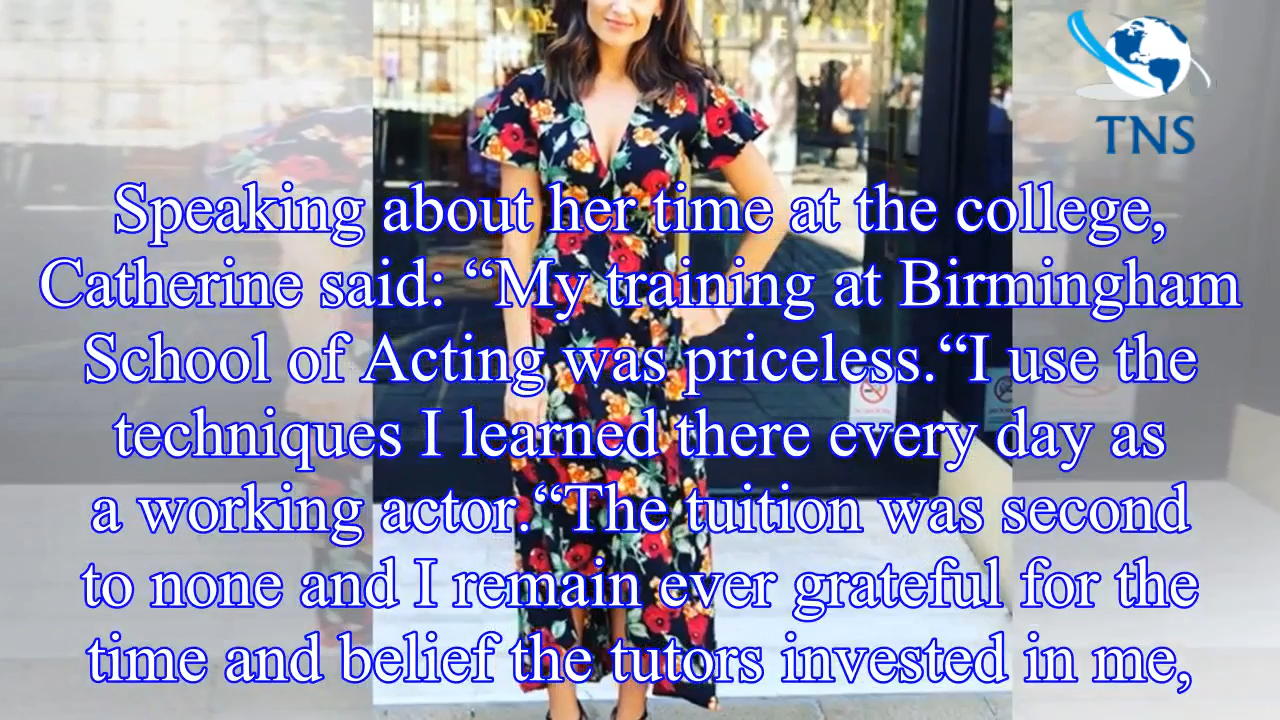 TNS
Speaking about her time at the college,
Catherine said: “My training at Birmingham
School of Acting was priceless.“I use the
techniques I learned there every day as
a working actor.“The tuition was second
to none and I remain ever grateful for the
time and belief the tutors invested in me,